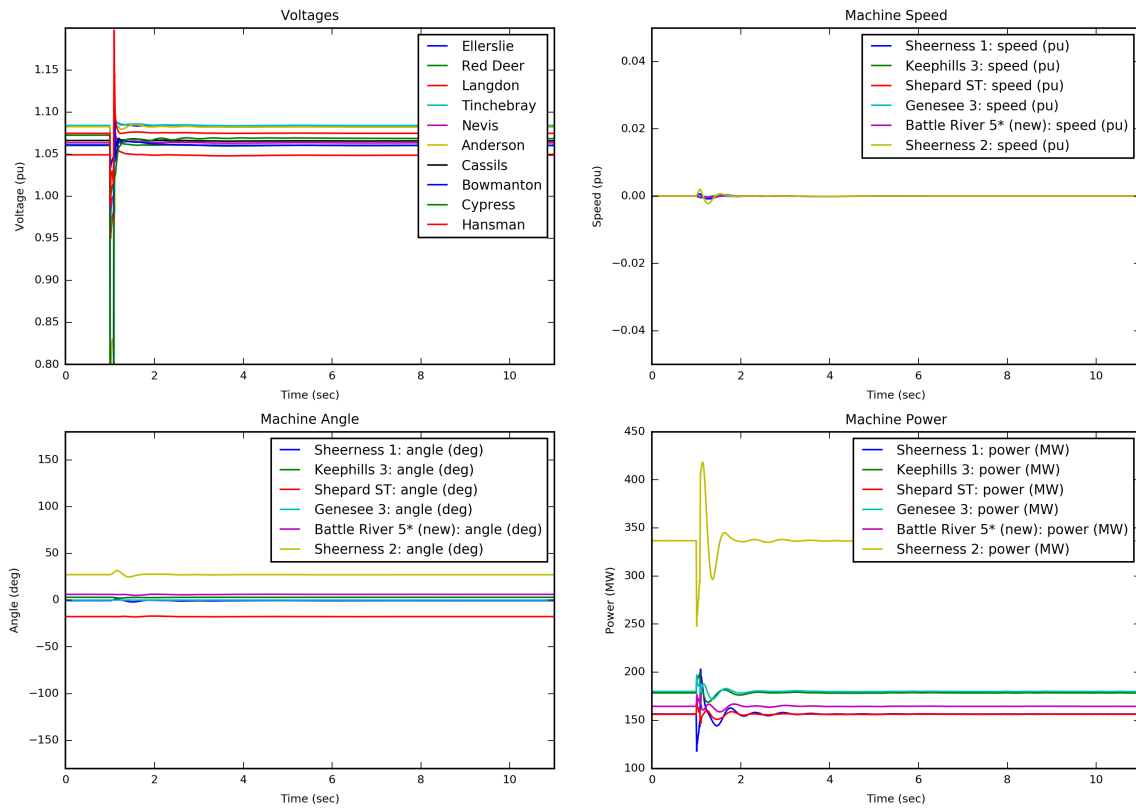 Voltages
Voltage (pu)
1.15
1.10
1.05
1.00
0.95
0.90
0.85
0.80
0
2
4
6
8
10
Time (sec)
Ellerslie
Red Deer
Langdon
Tinchebray
Nevis
Anderson
Cassils
Bowmanton
Cypress
Hansman
Machine Speed
Speed (pu)
0.04
0.02
0.00
−0.02
−0.04
0
2
4
6
8
10
Time (sec)
Sheerness 1: speed (pu)
Keephills 3: speed (pu)
Shepard ST: speed (pu)
Genesee 3: speed (pu)
Battle River 5* (new): speed (pu)
Sheerness 2: speed (pu)
Machine Angle
Angle (deg)
150
100
50
0
−50
−100
−150
0
2
4
6
8
10
Time (sec)
Sheerness 1: angle (deg)
Keephills 3: angle (deg)
Shepard ST: angle (deg)
Genesee 3: angle (deg)
Battle River 5* (new): angle (deg)
Sheerness 2: angle (deg)
Machine Power
Power (MW)
450
400
350
300
250
200
150
100
0
2
4
6
8
10
Time (sec)
Sheerness 1: power (MW)
Keephills 3: power (MW)
Shepard ST: power (MW)
Genesee 3: power (MW)
Battle River 5* (new): power (MW)
Sheerness 2: power (MW)